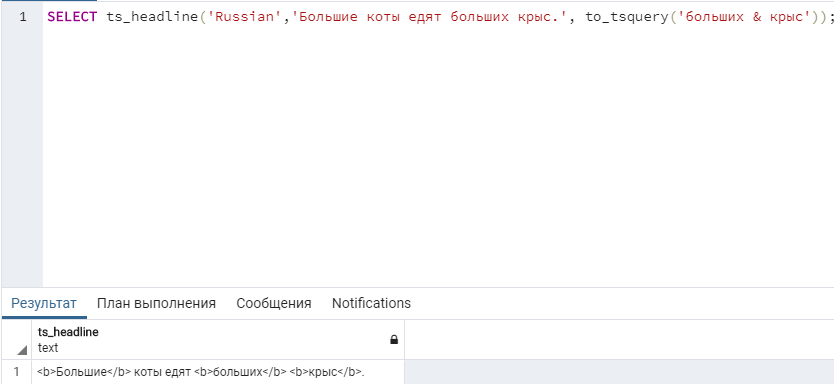 1 SELECT ts_headline('Russian','Большие коты едят больших крыс.', to_tsquery('больших & крыс'));
Результат План выполнения Сообщения Notifications
ts_headline
text
1 <b>Большие</b> коты едят <b>больших</b> <b>крыс</b>.